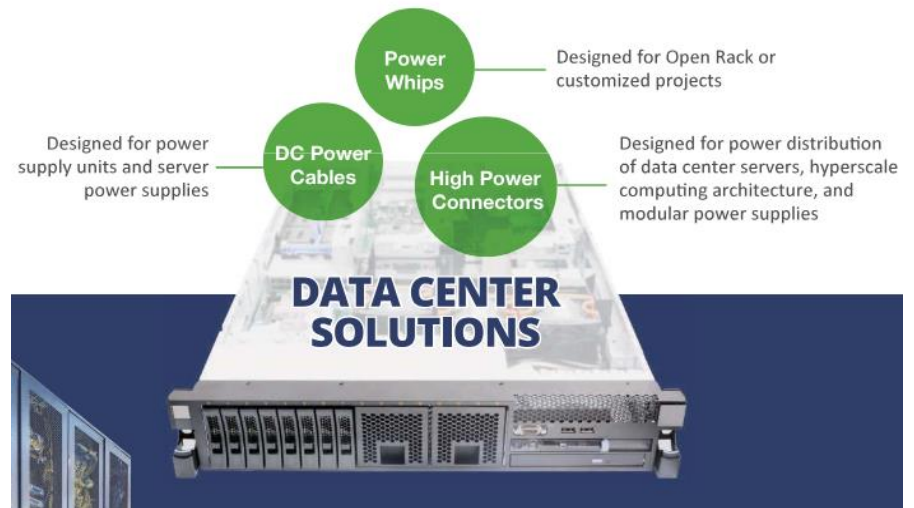 Power
Whips
Designed for Open Rack or
customized projects
Designed for power
supply units and server
power supplies
DC Power
Cables
High Power
Connectors
Designed for power distribution
of data center servers, hyperscale
computing architecture, and
modular power supplies
DATA CENTER
SOLUTIONS